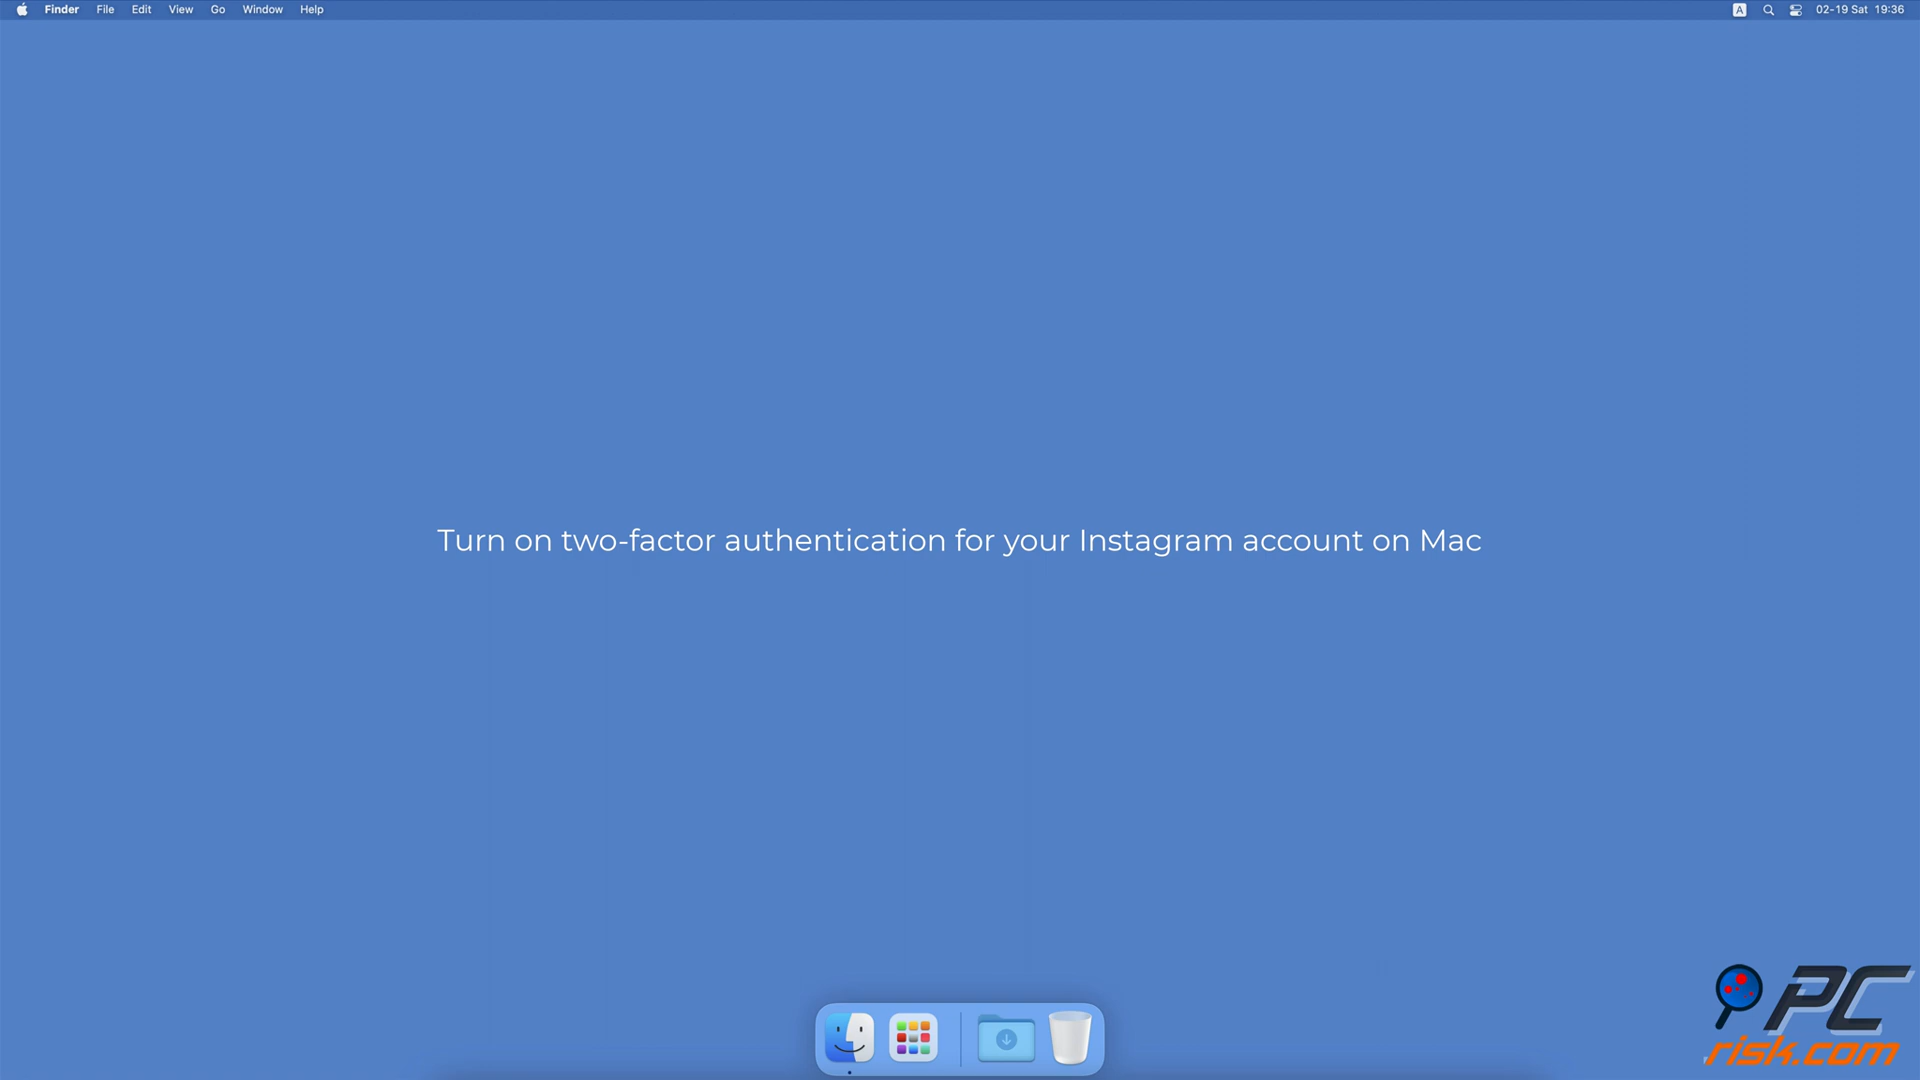 Finder File Edit View Go Window Help A 02-19 Sat 19:36
Turn on two-factor authentication for your Instagram account on Mac
PC
risk.com